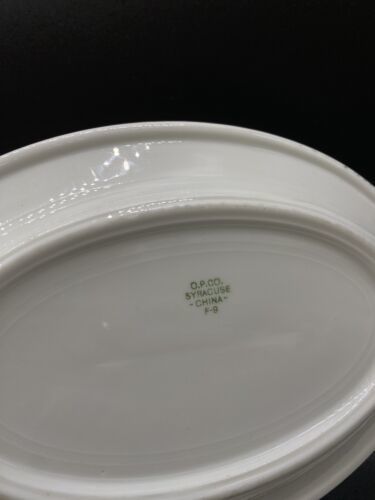 O.P.CO.
SYRACUSE
-CHINA-
F-9